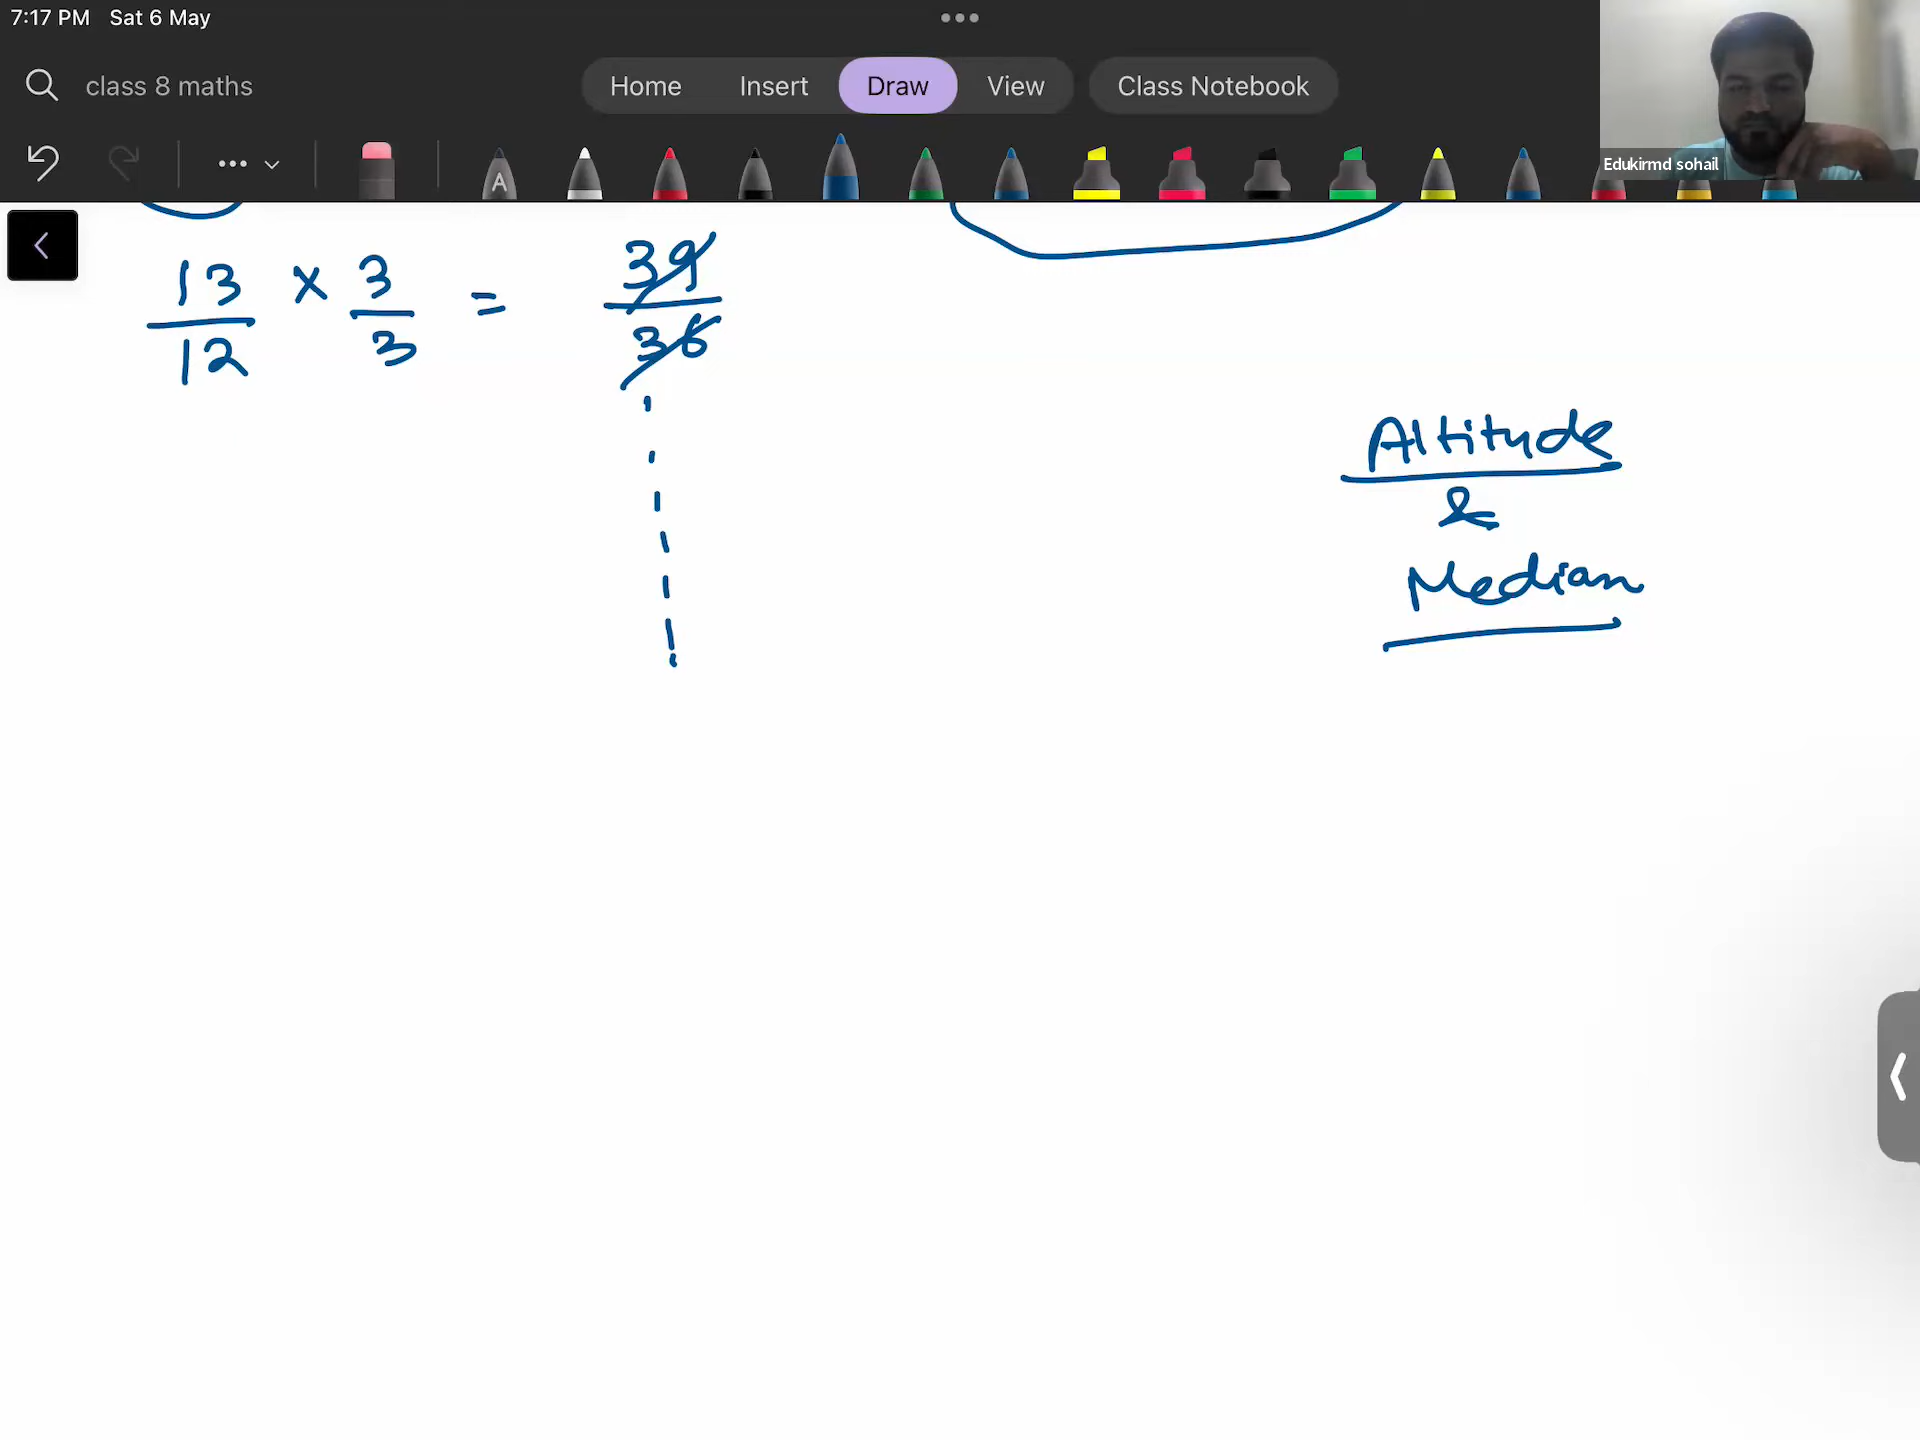 7:17 PM Sat 6 May
class 8 maths
Home Insert Draw View Class Notebook
A
Edukirmd sohail
13/12 × 3/3 = 39/36
Altitude
&
Median